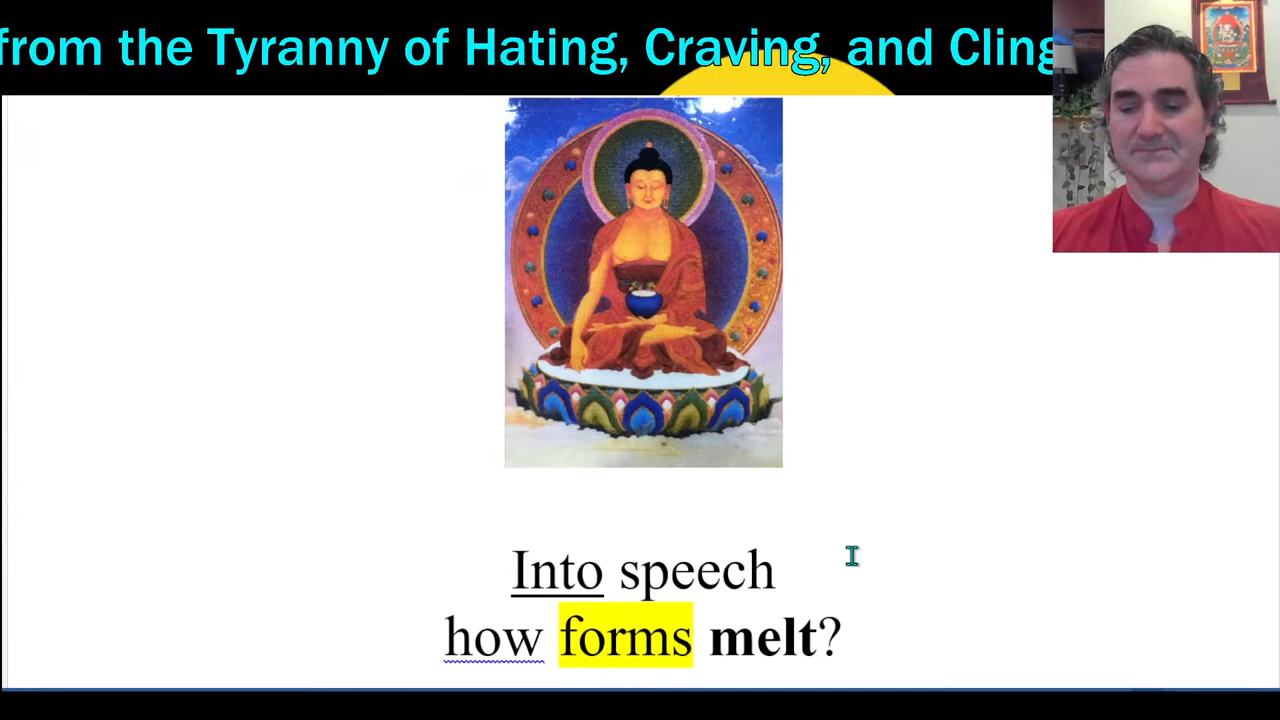 from the Tyranny of Hating, Craving, and Cling
Into speech
how forms melt?